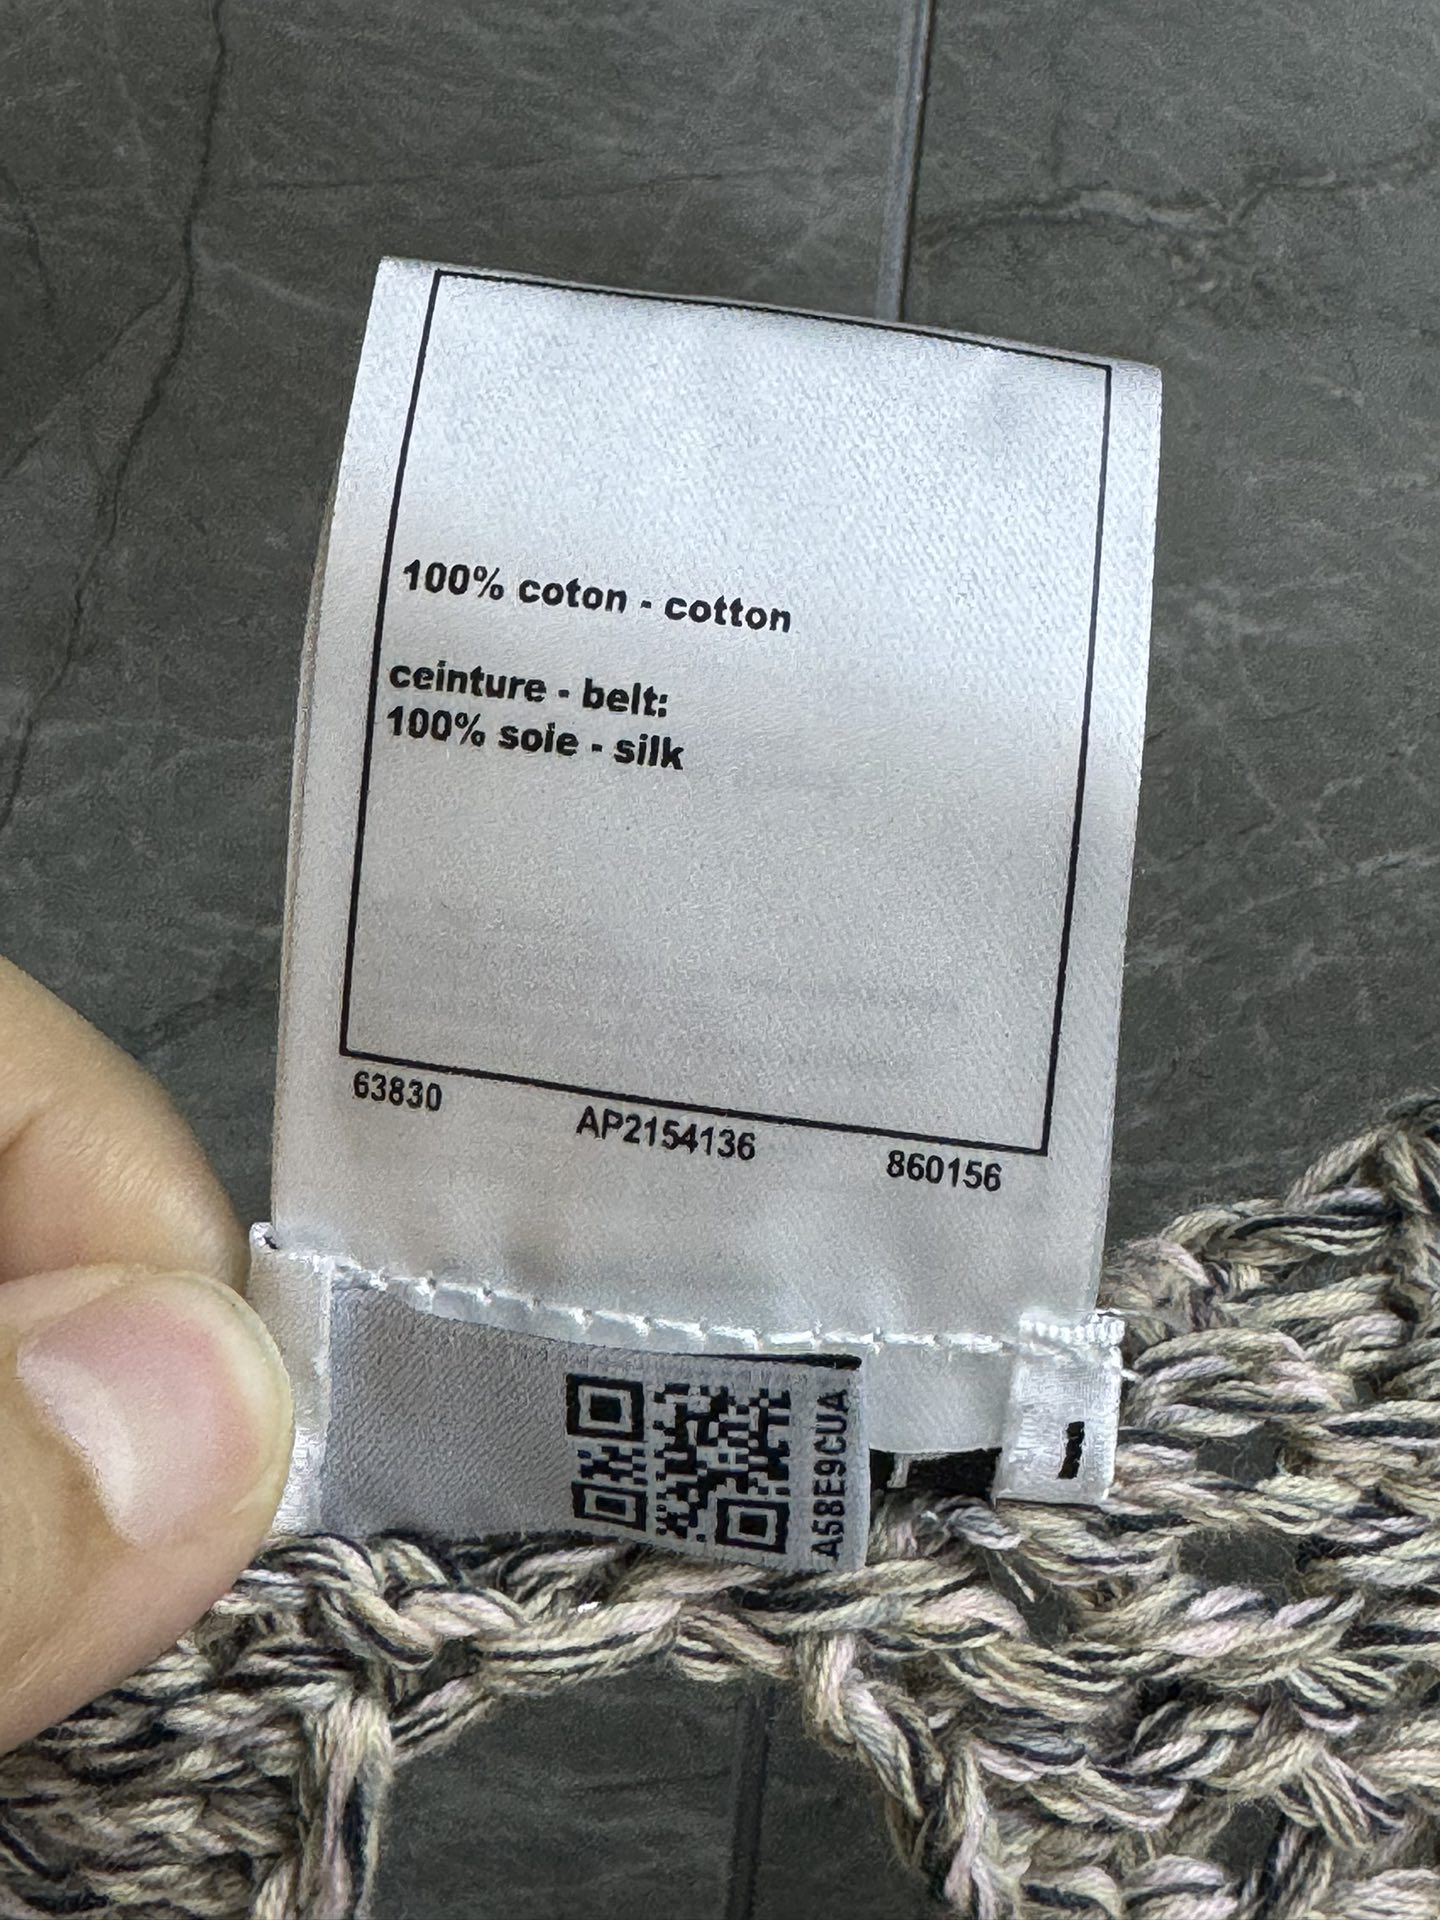 100% coton - cotton
ceinture - belt:
100% soie - silk
63830 AP2154136 860156
A58E9CUA